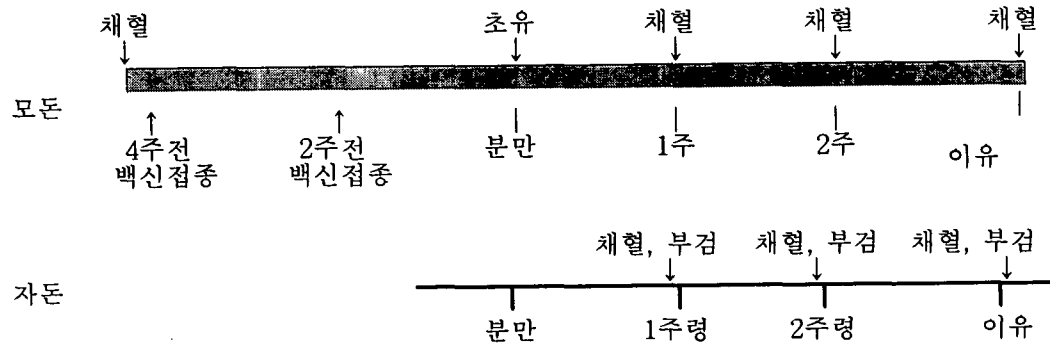 채혈 초유 채혈 채혈 채혈
모돈
4주전 2주전 분만 1주 2주 이유
백신접종 백신접종
채혈, 부검 채혈, 부검 채혈, 부검
자돈
분만 1주령 2주령 이유